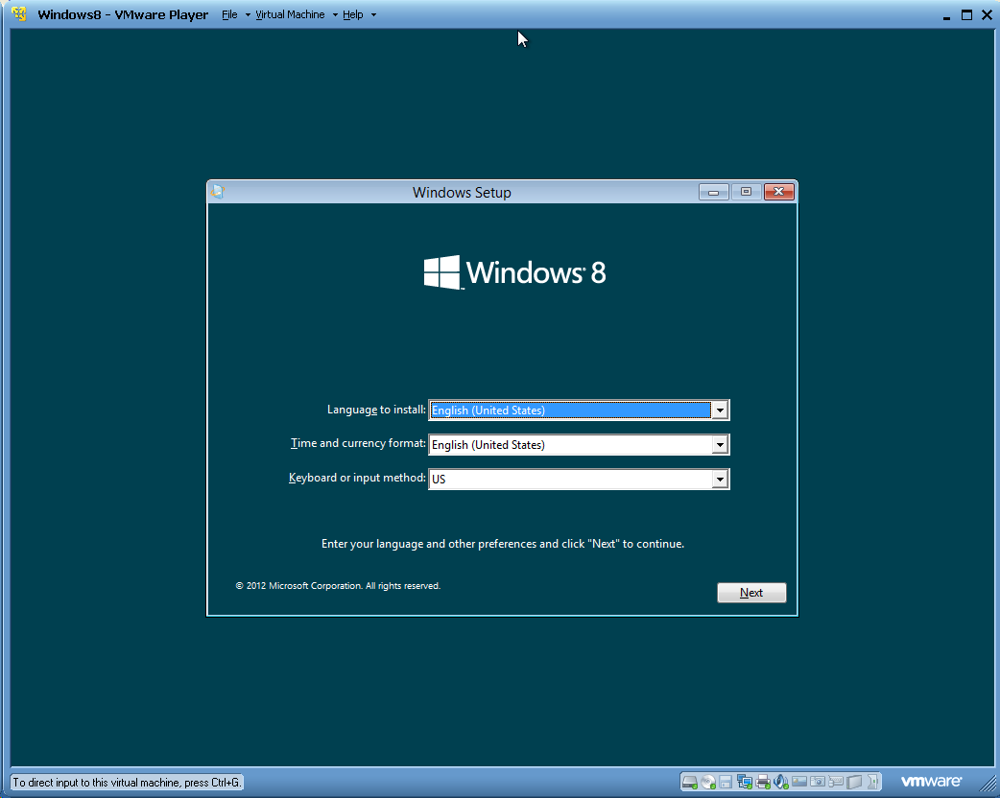 Windows8 - VMware Player File Virtual Machine Help
Windows Setup
Windows 8
Language to install: English (United States)
Time and currency format: English (United States)
Keyboard or input method: US
Enter your language and other preferences and click "Next" to continue.
© 2012 Microsoft Corporation. All rights reserved.
Next
To direct input to this virtual machine, press Ctrl+G.
vmware